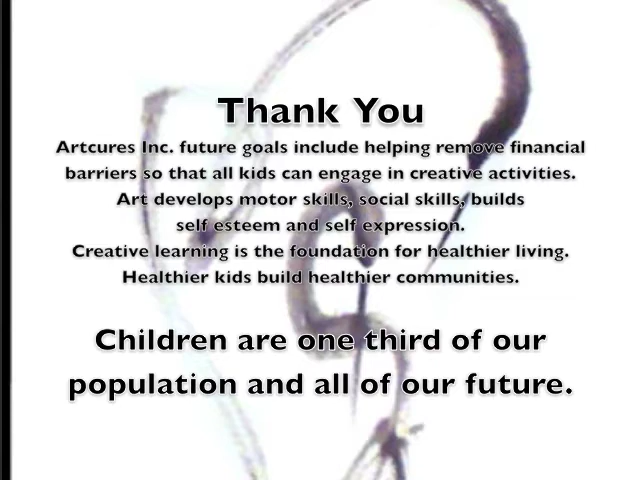 Thank You
Artcures Inc. future goals include helping remove financial
barriers so that all kids can engage in creative activities.
Art develops motor skills, social skills, builds
self esteem and self expression.
Creative learning is the foundation for healthier living.
Healthier kids build healthier communities.
Children are one third of our
population and all of our future.